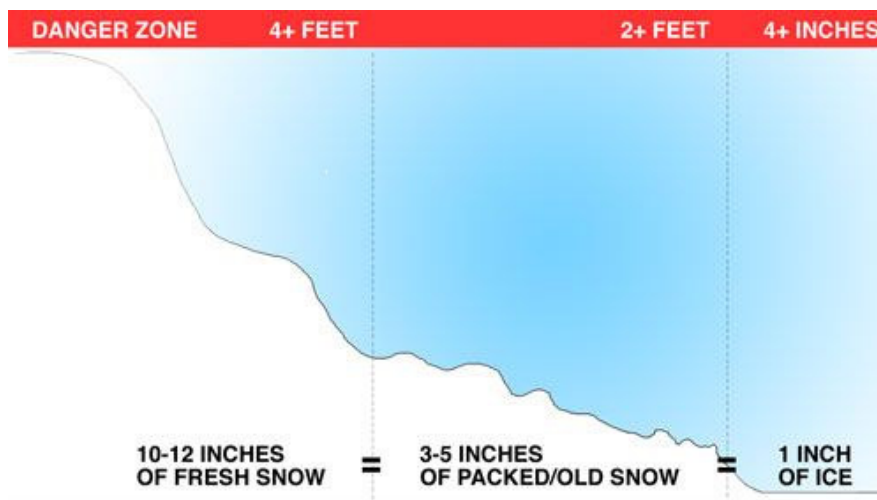 DANGER ZONE 4+ FEET 2+ FEET 4+ INCHES
10-12 INCHES
OF FRESH SNOW
=
3-5 INCHES
OF PACKED/OLD SNOW
=
1 INCH
OF ICE